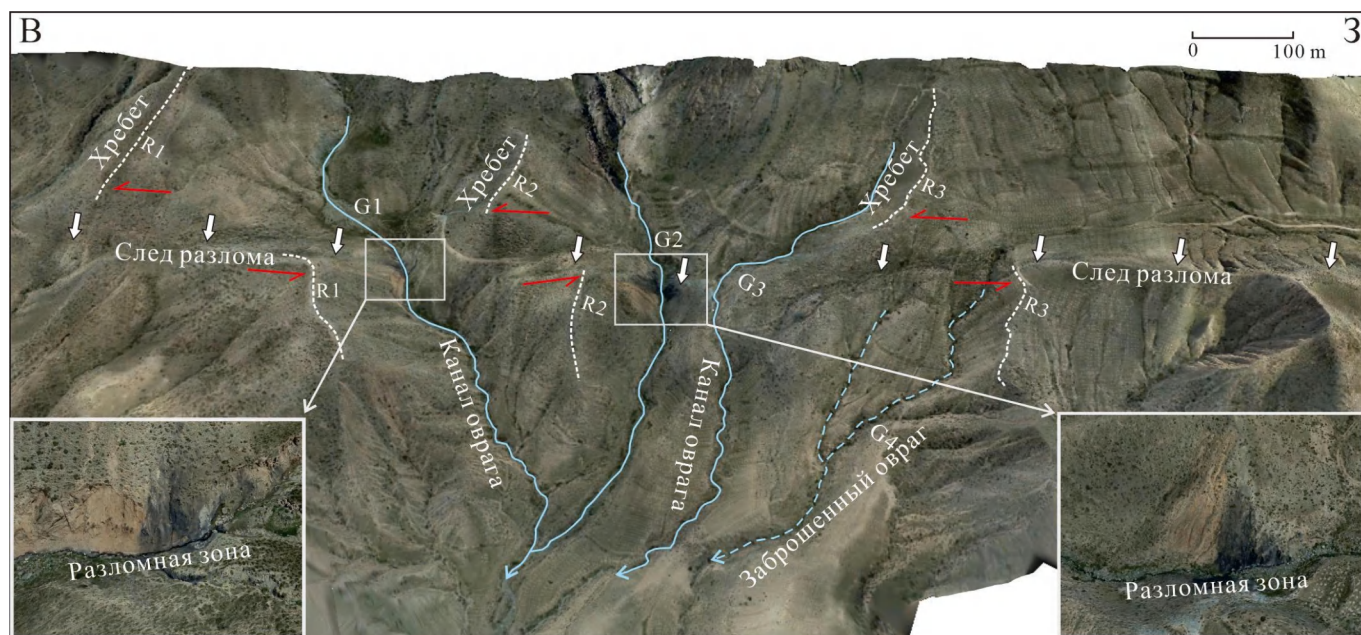 В
З
0
100 m
Хребет
R1
Хребет
R2
Хребет
R3
G1
G2
G3
След разлома
R1
R2
R3
След разлома
Канал оврага
Канал оврага
G4
Заброшенный овраг
Разломная зона
Разломная зона